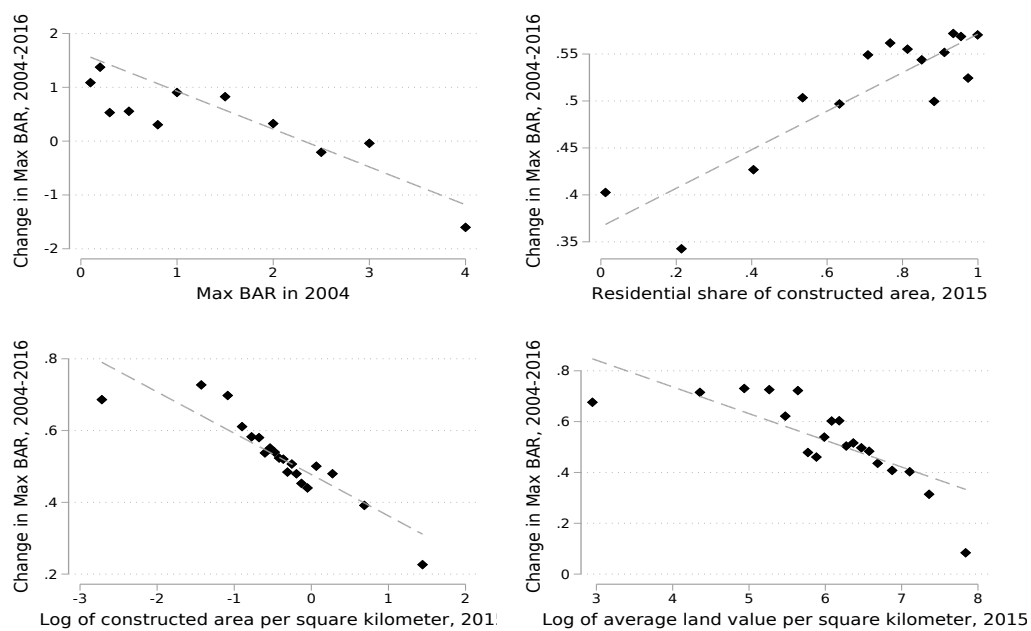 Change in Max BAR, 2004-2016
2
1
0
-1
-2
0 1 2 3 4
Max BAR in 2004
Change in Max BAR, 2004-2016
.55
.5
.45
.4
.35
0 .2 .4 .6 .8 1
Residential share of constructed area, 2015
Change in Max BAR, 2004-2016
.8
.6
.4
.2
-3 -2 -1 0 1 2
Log of constructed area per square kilometer, 201
Change in Max BAR, 2004-2016
.8
.6
.4
.2
0
3 4 5 6 7 8
Log of average land value per square kilometer, 2015